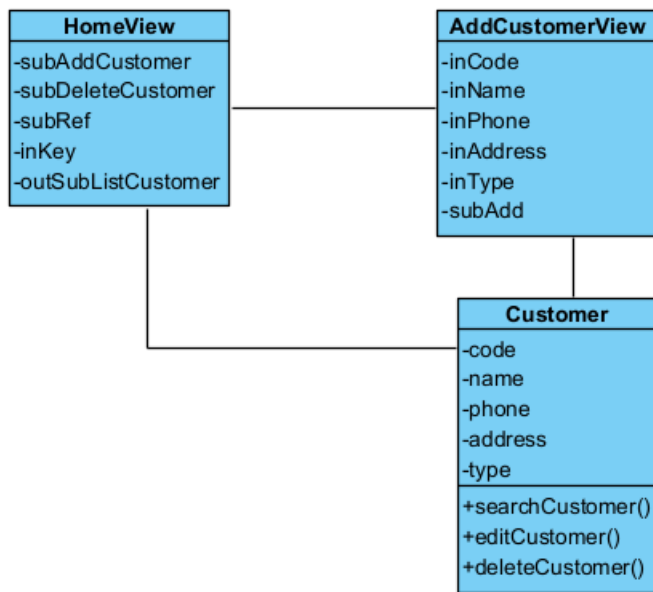 HomeView
-subAddCustomer
-subDeleteCustomer
-subRef
-inKey
-outSubListCustomer
AddCustomerView
-inCode
-inName
-inPhone
-inAddress
-inType
-subAdd
Customer
-code
-name
-phone
-address
-type
+searchCustomer()
+editCustomer()
+deleteCustomer()